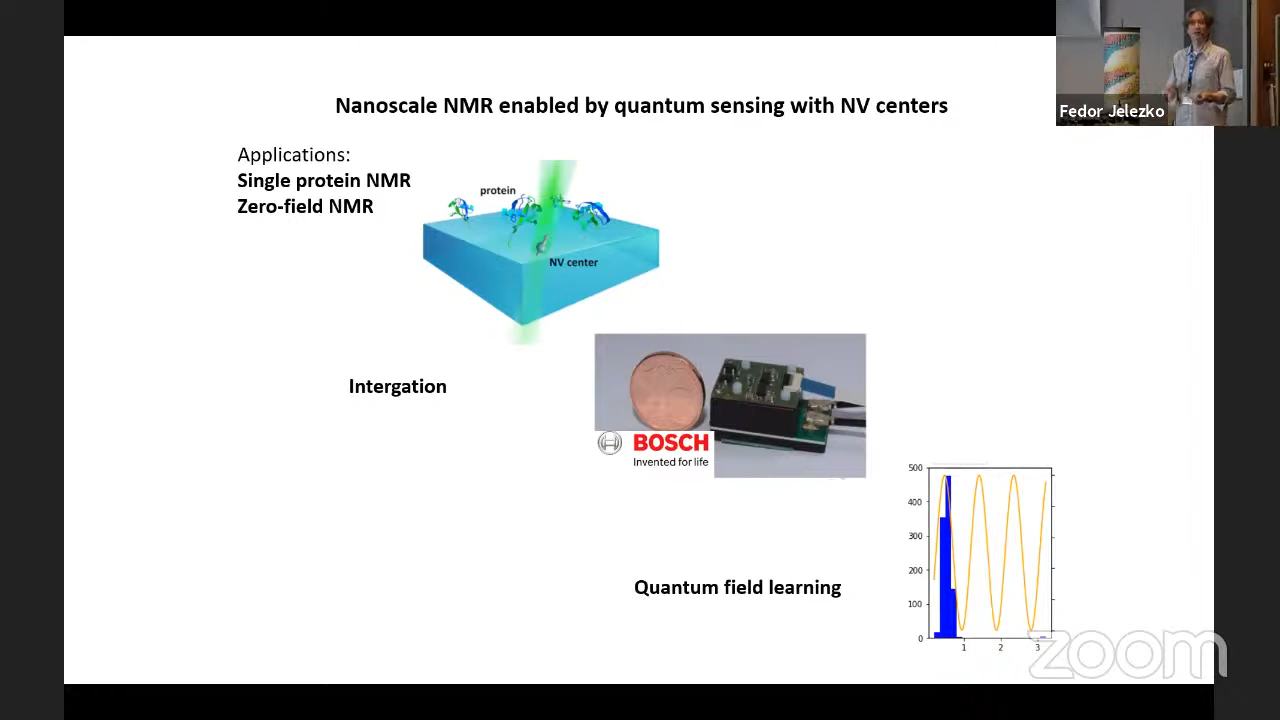 Nanoscale NMR enabled by quantum sensing with NV centers
Fedor Jelezko
Applications:
Single protein NMR
Zero-field NMR
protein
NV center
Intergation
BOSCH
Invented for life
Quantum field learning
500
400
300
200
100
0
1
2
3
zoom